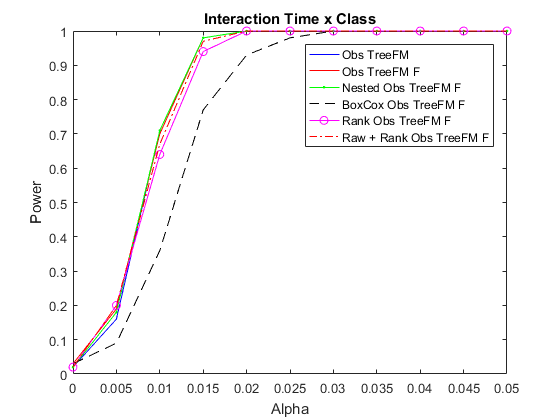 Interaction Time x Class
Obs TreeFM
Obs TreeFM F
Nested Obs TreeFM F
BoxCox Obs TreeFM F
Rank Obs TreeFM F
Raw + Rank Obs TreeFM F
Power
1
0.9
0.8
0.7
0.6
0.5
0.4
0.3
0.2
0.1
0
0 0.005 0.01 0.015 0.02 0.025 0.03 0.035 0.04 0.045 0.05
Alpha